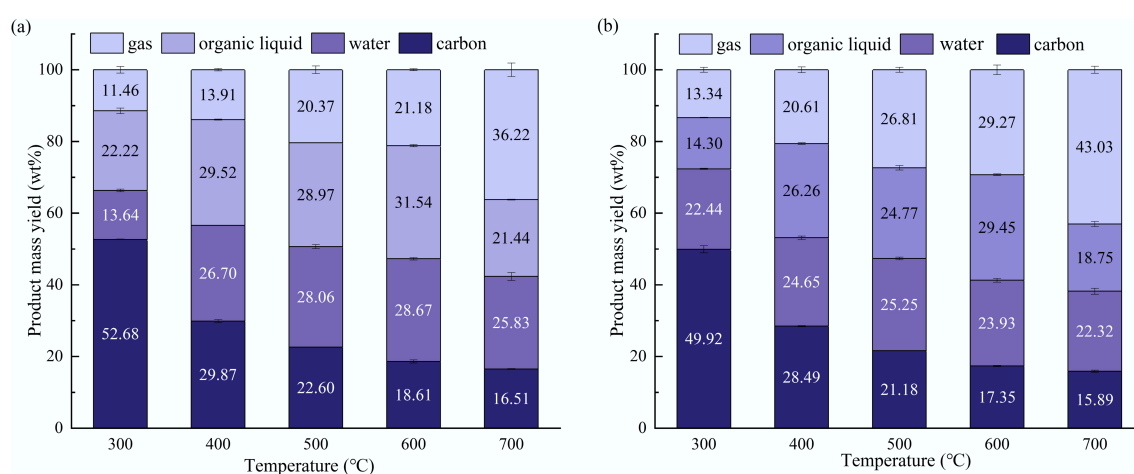 (a)
gas organic liquid water carbon
Product mass yield (wt%)
100
80
60
40
20
0
11.46 13.91 20.37 21.18 36.22
22.22 29.52 28.97 31.54 21.44
13.64 26.70 28.06 28.67 25.83
52.68 29.87 22.60 18.61 16.51
300 400 500 600 700
Temperature (℃)
(b)
gas organic liquid water carbon
Product mass yield (wt%)
100
80
60
40
20
0
13.34 20.61 26.81 29.27 43.03
14.30 26.26 24.77 29.45 18.75
22.44 24.65 25.25 23.93 22.32
49.92 28.49 21.18 17.35 15.89
300 400 500 600 700
Temperature (℃)